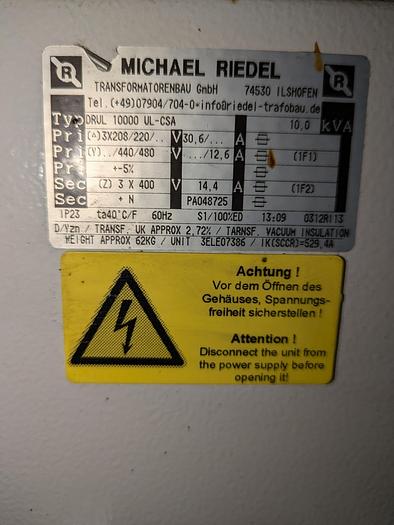 R MICHAEL RIEDEL R
TRANSFORMATORENBAU GmbH 74530 ILSHOFEN
Tel.(+49)07904/704-0•info@riedel-trafobau.de
Typ DRUL 10000 UL-CSA 10,0 kVA
Pri (△)3X208/220/.. V 30,6/... A
Pri (Y)../440/480 V .../12,6 A (1F1)
Pri +-5%
Sec (Z) 3 X 400 V 14,4 A (1F2)
Sec + N PA048725
IP23 ta40°C/F 60Hz S1/100%ED 13:09 0312R113
D/Yzn / TRANSF. UK APPROX 2,72% / TARNSF. VACUUM INSULATION
WEIGHT APPROX 62KG / UNIT 3ELE07386 / IK(SCCR)=529,4A
Achtung !
Vor dem Öffnen des
Gehäuses, Spannungs-
freiheit sicherstellen !
Attention !
Disconnect the unit from
the power supply before
opening it!